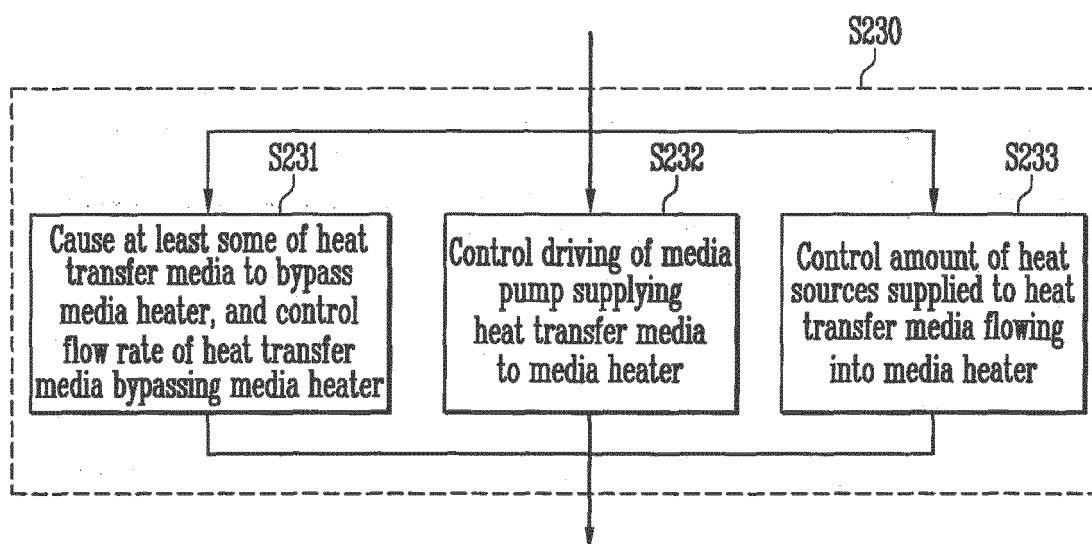 S230
S231
S232
S233
Cause at least some of heat
transfer media to bypass
media heater, and control
flow rate of heat transfer
media bypassing media heater
Control driving of media
pump supplying
heat transfer media
to media heater
Control amount of heat
sources supplied to heat
transfer media flowing
into media heater